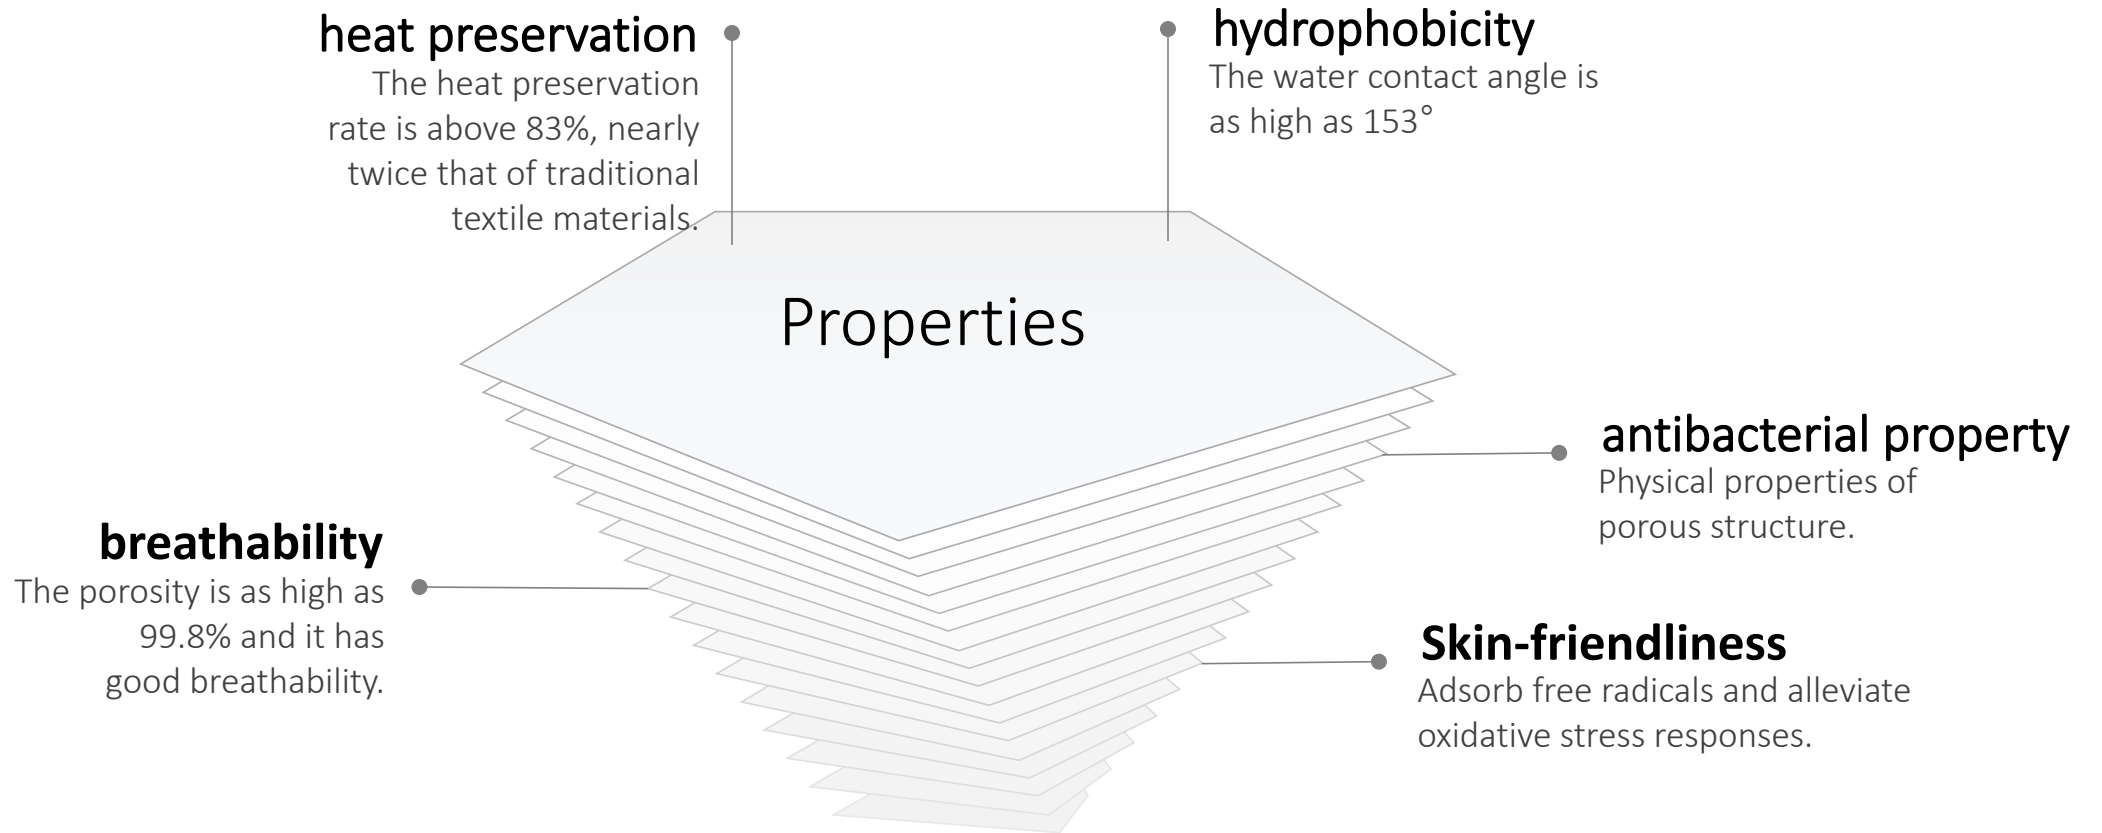 heat preservation
The heat preservation
rate is above 83%, nearly
twice that of traditional
textile materials.
hydrophobicity
The water contact angle is
as high as 153°
Properties
antibacterial property
Physical properties of
porous structure.
breathability
The porosity is as high as
99.8% and it has
good breathability.
Skin-friendliness
Adsorb free radicals and alleviate
oxidative stress responses.